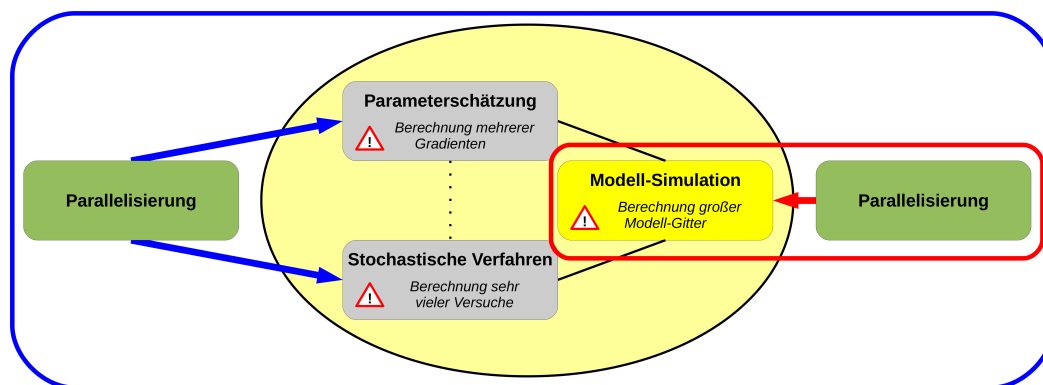 Parameterschätzung
!
Berechnung mehrerer
Gradienten
Parallelisierung
Modell-Simulation
!
Berechnung großer
Modell-Gitter
Parallelisierung
Stochastische Verfahren
!
Berechnung sehr
vieler Versuche